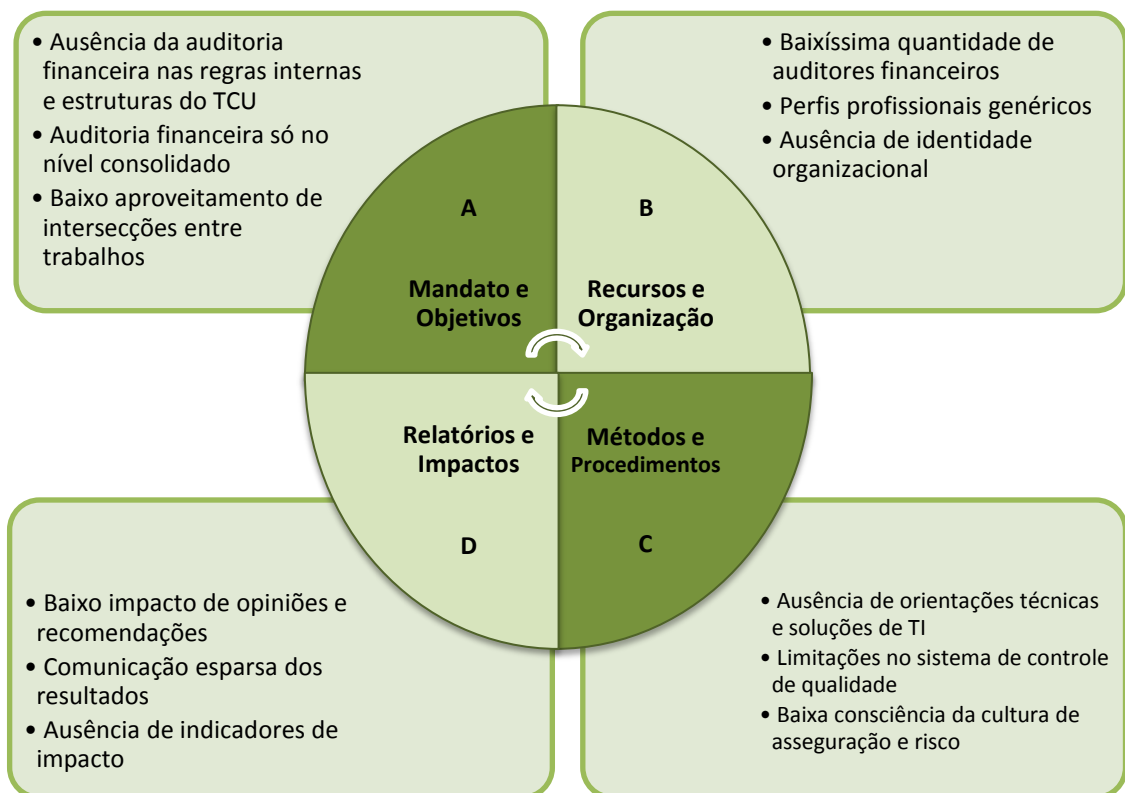 • Ausência da auditoria
financeira nas regras internas
e estruturas do TCU
• Auditoria financeira só no
nível consolidado
• Baixo aproveitamento de
intersecções entre
trabalhos
• Baixíssima quantidade de
auditores financeiros
• Perfis profissionais genéricos
• Ausência de identidade
organizacional
A
Mandato e
Objetivos
B
Recursos e
Organização
Relatórios e
Impactos
D
Métodos e
Procedimentos
C
• Baixo impacto de opiniões e
recomendações
• Comunicação esparsa dos
resultados
• Ausência de indicadores de
impacto
• Ausência de orientações técnicas
e soluções de TI
• Limitações no sistema de controle
de qualidade
• Baixa consciência da cultura de
asseguração e risco